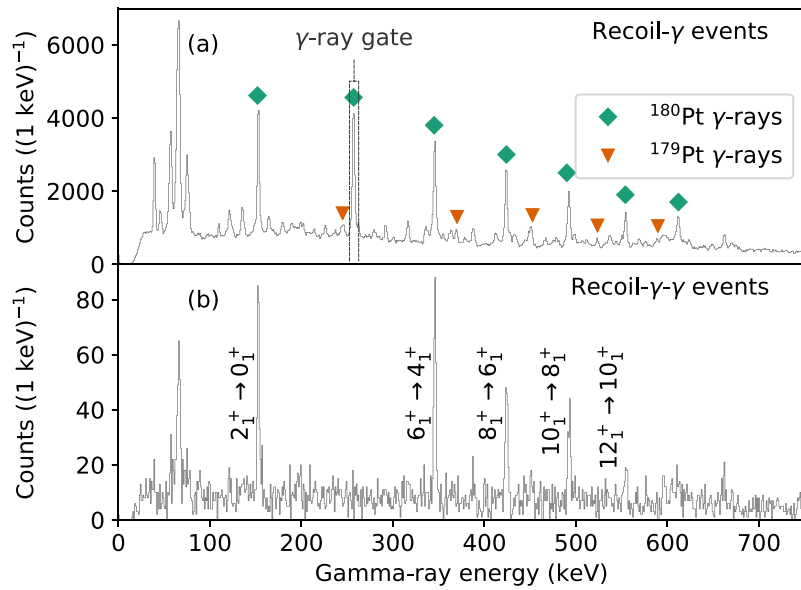 (a)
γ-ray gate
Recoil-γ events
¹⁸⁰Pt γ-rays
¹⁷⁹Pt γ-rays
Counts ((1 keV)⁻¹)
6000
4000
2000
0
(b)
Recoil-γ-γ events
2₁⁺→0₁⁺
6₁⁺→4₁⁺
8₁⁺→6₁⁺
10₁⁺→8₁⁺
12₁⁺→10₁⁺
Counts ((1 keV)⁻¹)
80
60
40
20
0
0 100 200 300 400 500 600 700
Gamma-ray energy (keV)